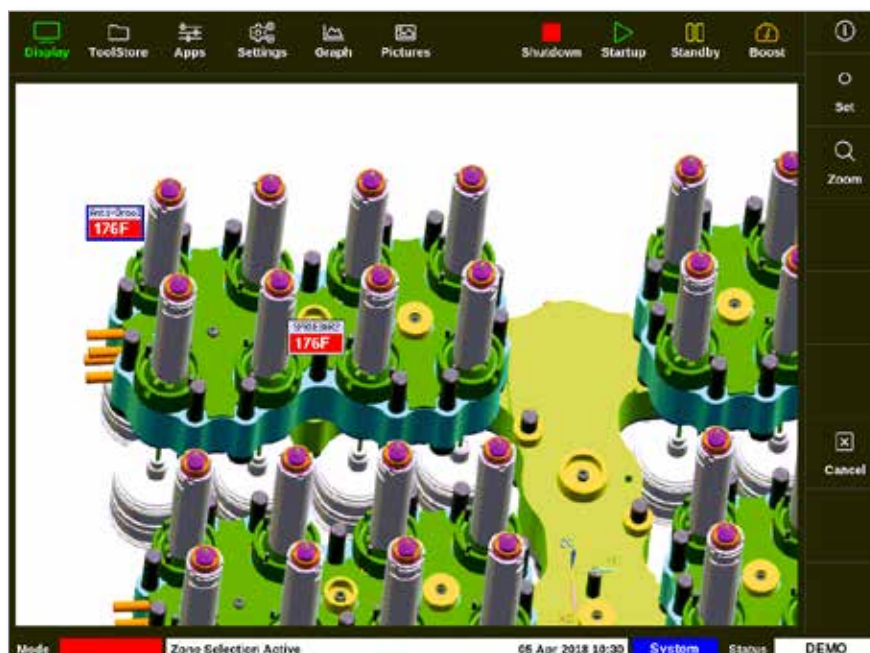 Display ToolStore Apps Settings Graph Pictures Shutdown Startup Standby Boost
Set
Zoom
176F
176F
Cancel
Mode Zone Selection Active 05 Apr 2018 10:30 System Status DEMO